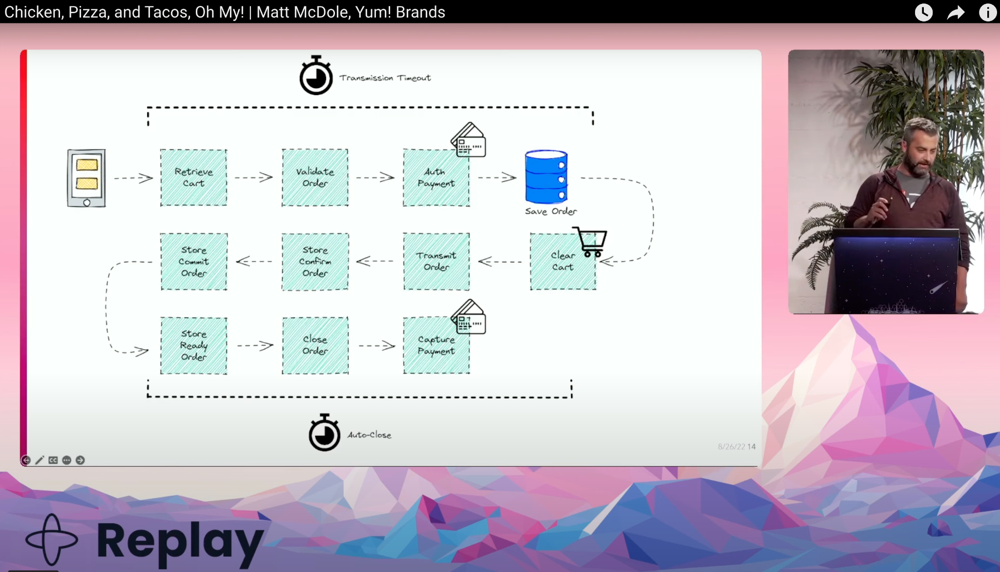 Chicken, Pizza, and Tacos, Oh My! | Matt McDole, Yum! Brands
Transmission Timeout
Retrieve
Cart
Validate
Order
Auth
Payment
Save Order
Store
Commit
Order
Store
Confirm
Order
Transmit
Order
Clear
Cart
Store
Ready
Order
Close
Order
Capture
Payment
Auto-Close
8/26/22 14
CC
Replay